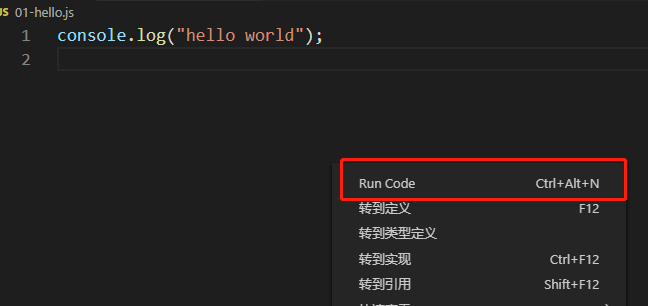 JS 01-hello.js
1 console.log("hello world");
2
Run Code Ctrl+Alt+N
转到定义 F12
转到类型定义
转到实现 Ctrl+F12
转到引用 Shift+F12